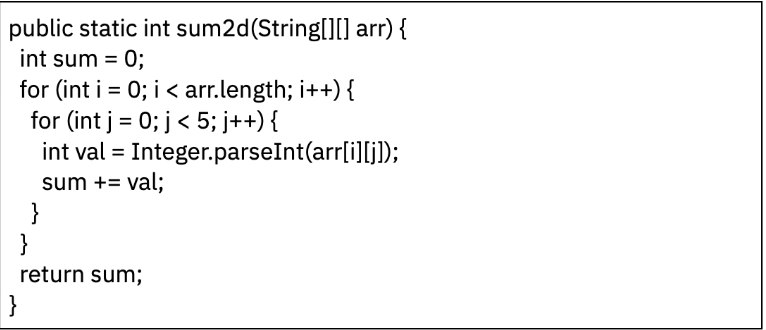 public static int sum2d(String[][] arr) {
int sum = 0;
for (int i = 0; i < arr.length; i++) {
for (int j = 0; j < 5; j++) {
int val = Integer.parseInt(arr[i][j]);
sum += val;
}
}
return sum;
}